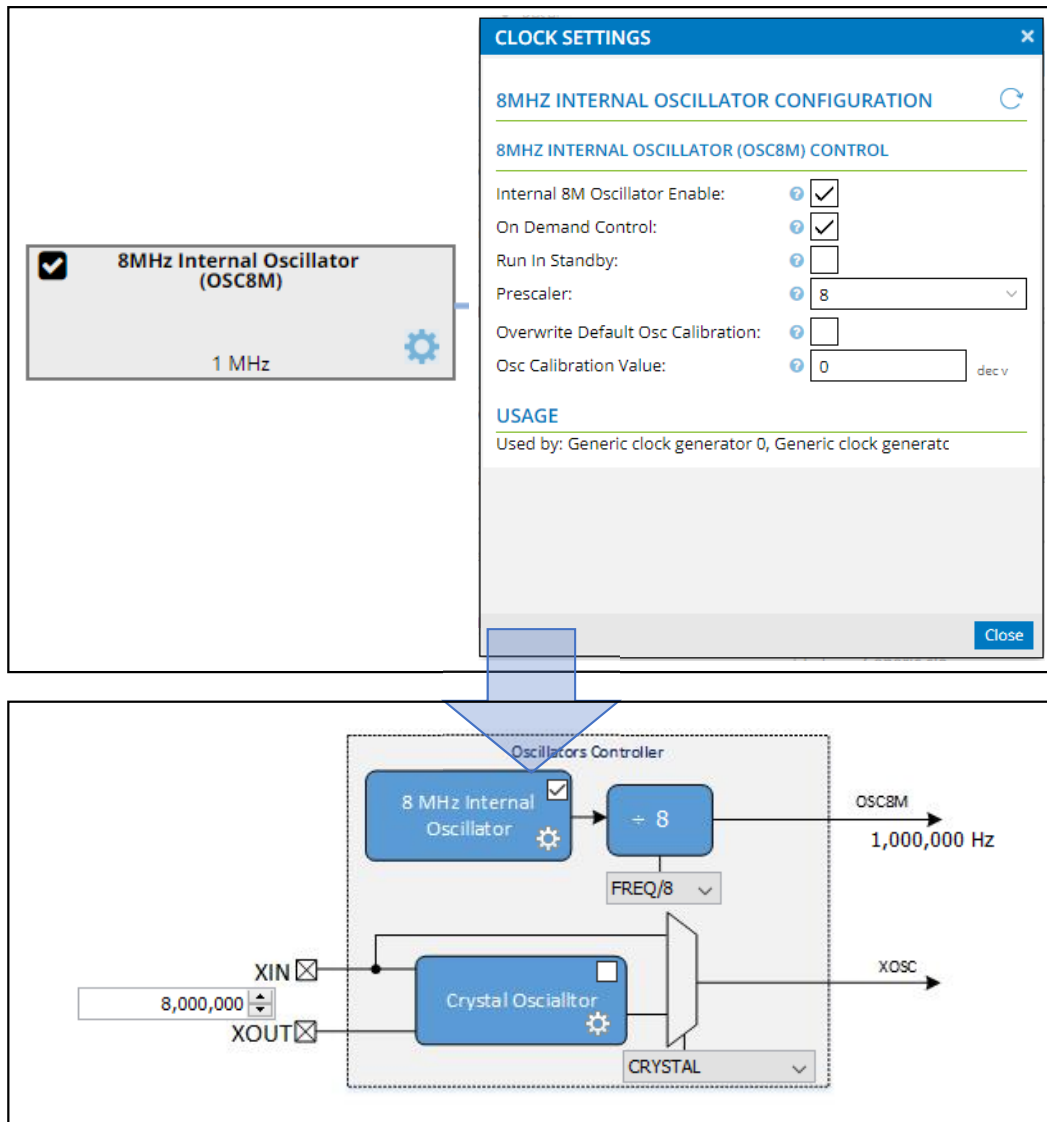 CLOCK SETTINGS ×
8MHZ INTERNAL OSCILLATOR CONFIGURATION
8MHZ INTERNAL OSCILLATOR (OSC8M) CONTROL
Internal 8M Oscillator Enable:
On Demand Control:
Run In Standby:
Prescaler: 8
Overwrite Default Osc Calibration:
Osc Calibration Value: 0 dec v
USAGE
Used by: Generic clock generator 0, Generic clock generatc
Close
8MHz Internal Oscillator
(OSC8M)
1 MHz
Oscillators Controller
8 MHz Internal
Oscillator
÷ 8
FREQ/8
OSC8M
1,000,000 Hz
XIN
8,000,000
XOUT
Crystal Oscialltor
CRYSTAL
XOSC